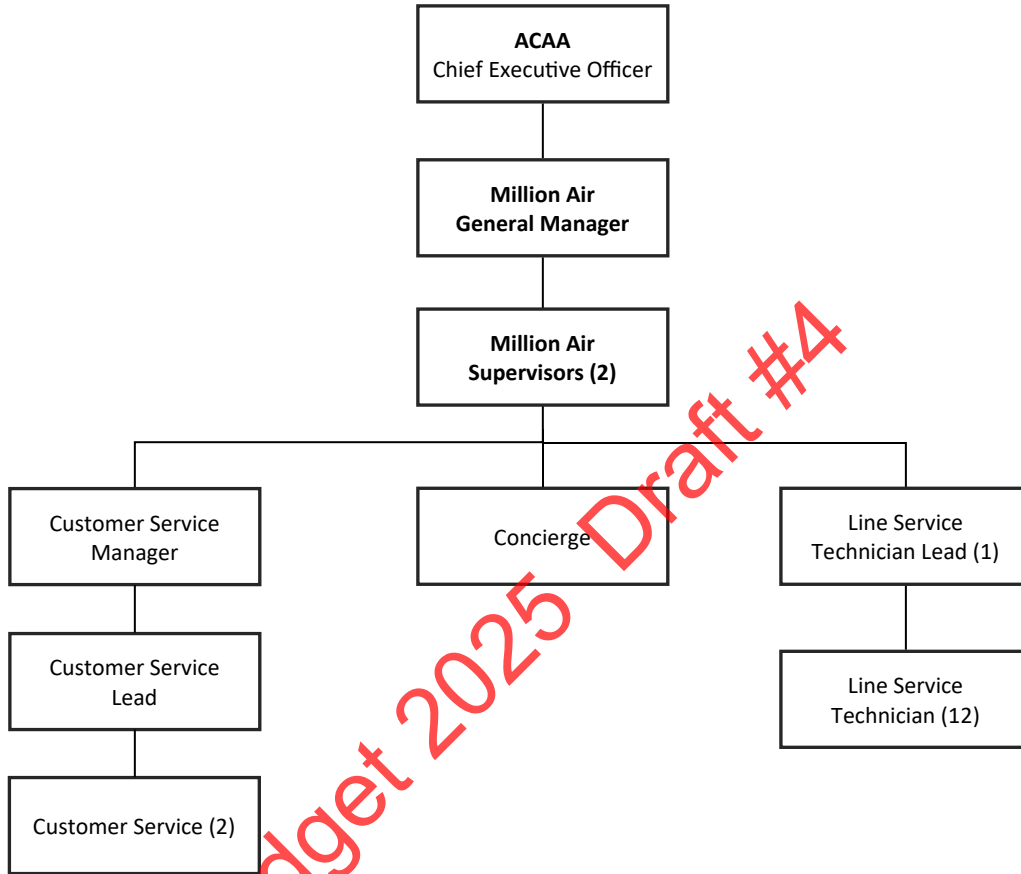 ACAA
Chief Executive Officer
Million Air
General Manager
Million Air
Supervisors (2)
Customer Service
Manager
Concierge
Line Service
Technician Lead (1)
Customer Service
Lead
Line Service
Technician (12)
Customer Service (2)
2025 Draft #4